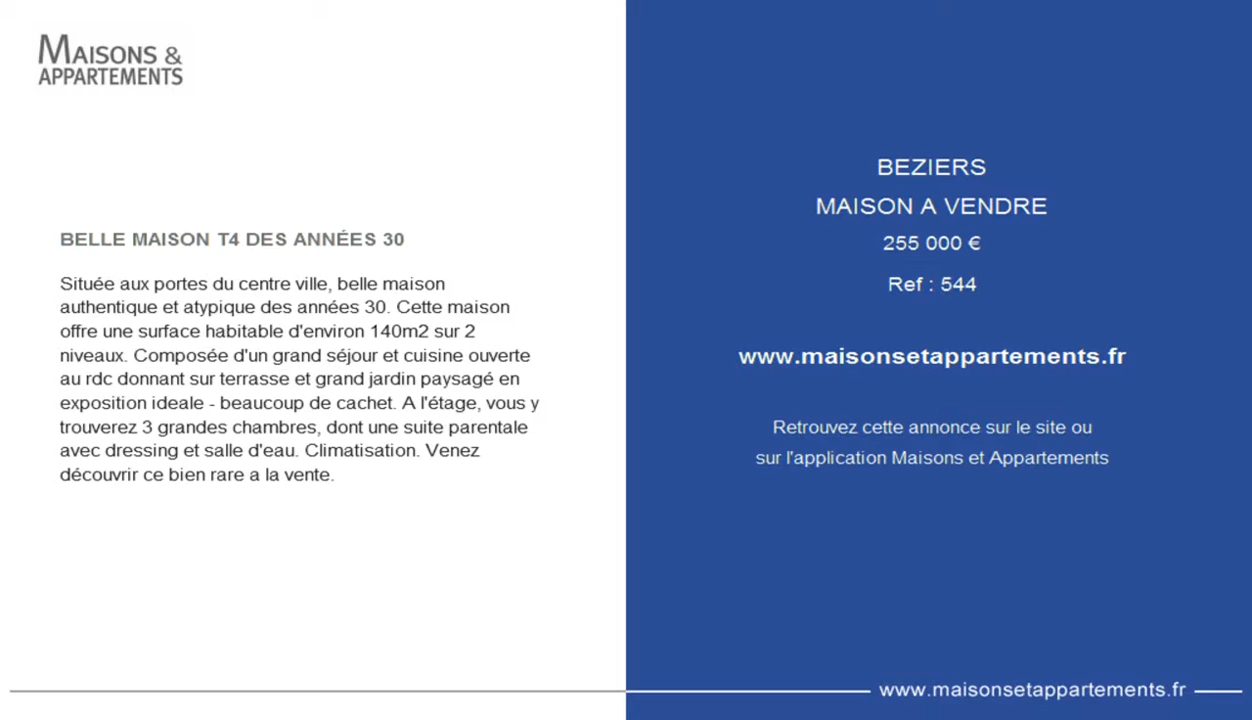 MAISONS &
APPARTEMENTS
BELLE MAISON T4 DES ANNÉES 30
Située aux portes du centre ville, belle maison
authentique et atypique des années 30. Cette maison
offre une surface habitable d'environ 140m2 sur 2
niveaux. Composée d'un grand séjour et cuisine ouverte
au rdc donnant sur terrasse et grand jardin paysagé en
exposition ideale - beaucoup de cachet. A l'étage, vous y
trouverez 3 grandes chambres, dont une suite parentale
avec dressing et salle d'eau. Climatisation. Venez
découvrir ce bien rare a la vente.
BEZIERS
MAISON A VENDRE
255 000 €
Ref : 544
www.maisonsetappartements.fr
Retrouvez cette annonce sur le site ou
sur l'application Maisons et Appartements
www.maisonsetappartements.fr